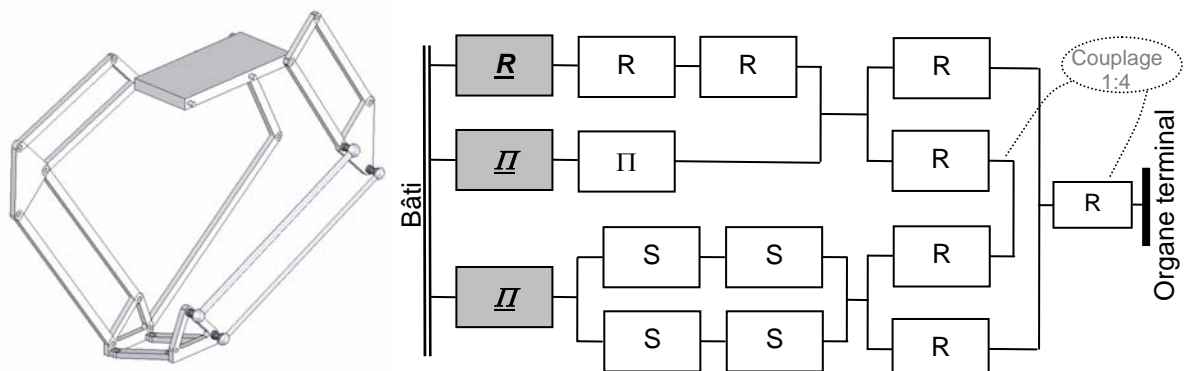 R R R R
Couplage
1:4
Π Π R
R
Bâti
Organe terminal
S S R
Π
S S R